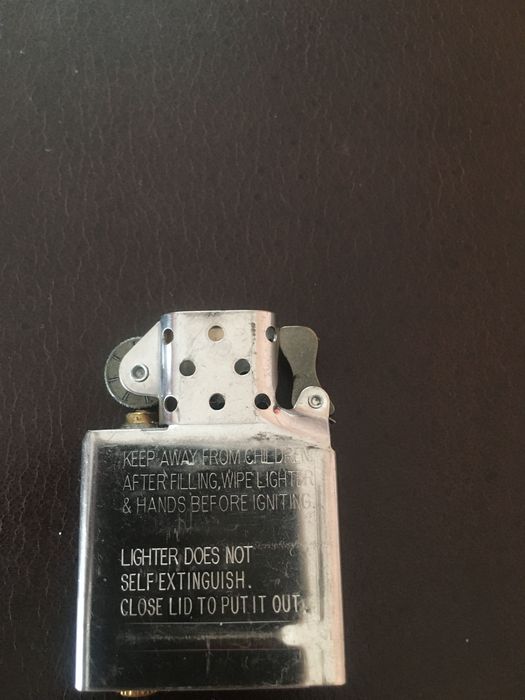 KEEP AWAY FROM CHILDREN
AFTER FILLING, WIPE LIGHTER
& HANDS BEFORE IGNITING.
LIGHTER DOES NOT
SELF EXTINGUISH.
CLOSE LID TO PUT IT OUT.